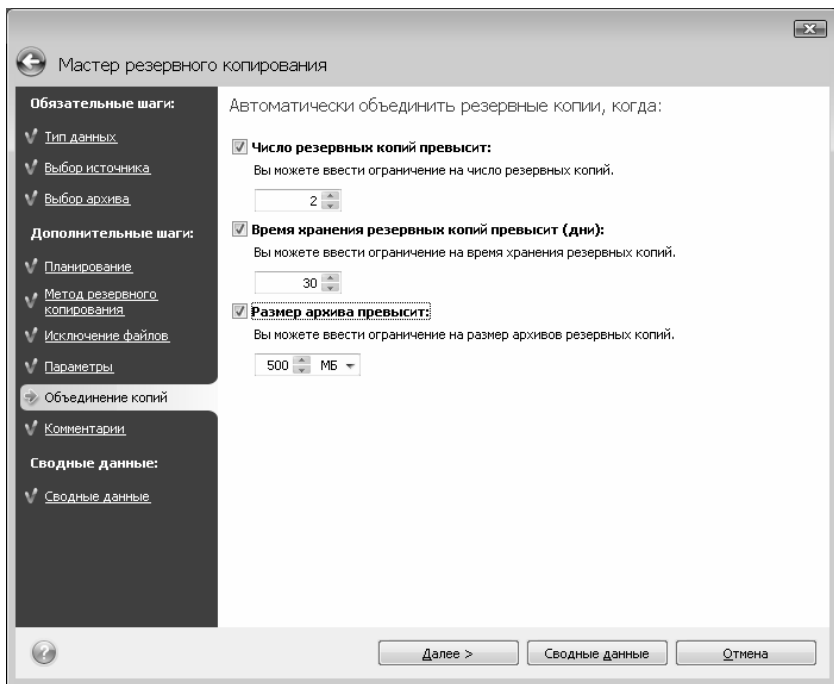 Мастер резервного копирования
Обязательные шаги:
Тип данных
Выбор источника
Выбор архива
Дополнительные шаги:
Планирование
Метод резервного
копирования
Исключение файлов
Параметры
Объединение копий
Комментарии
Сводные данные:
Сводные данные
Автоматически объединить резервные копии, когда:
Число резервных копий превысит:
Вы можете ввести ограничение на число резервных копий.
2
Время хранения резервных копий превысит (дни):
Вы можете ввести ограничение на время хранения резервных копий.
30
Размер архива превысит:
Вы можете ввести ограничение на размер архивов резервных копий.
500 МБ
?
Далее >
Сводные данные
Отмена